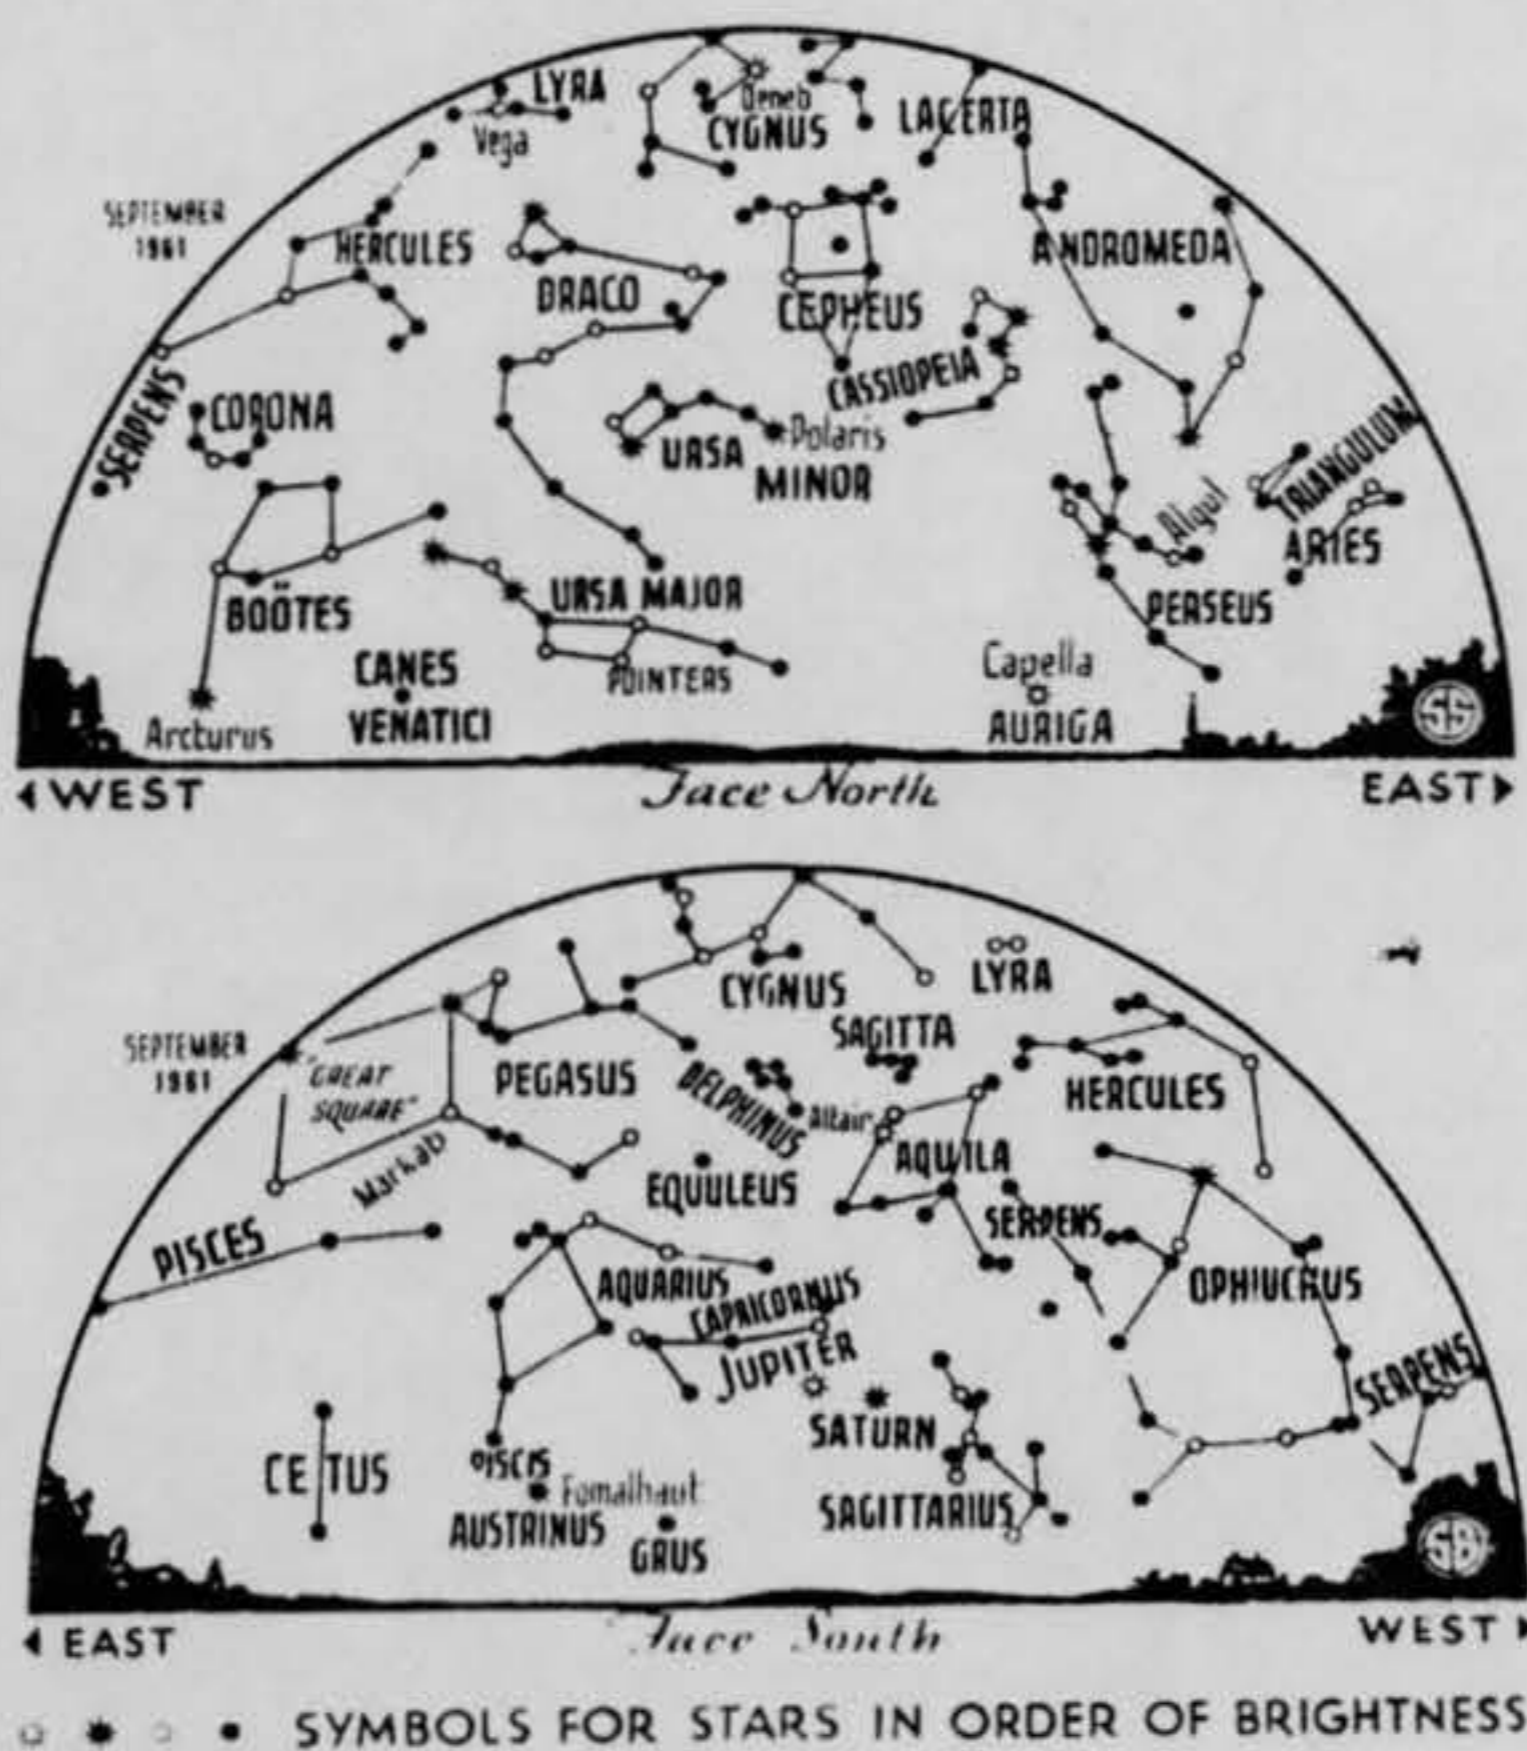 LYRA
Vega
Deneb
CYGNUS
LACERTA
SEPTEMBER
1961
HERCULES
DRACO
CEPHEUS
ANDROMEDA
CASSIOPEIA
SERPENS
CORONA
URSA
MINOR
Polaris
Algol
TRIANGULUM
ARIES
BOÖTES
URSA MAJOR
PERSEUS
CANES
VENATICI
POINTERS
Capella
AURIGA
Arcturus
SS
WEST
Face North
EAST
CYGNUS
LYRA
SAGITTA
SEPTEMBER
1961
"GREAT
SQUARE"
PEGASUS
DELPHINUS
HERCULES
Altair
Markab
AQUILA
EQUULEUS
SERPENS
PISCES
AQUARIUS
CAPRICORNUS
OPHIUCHUS
JUPITER
SATURN
SERPENS
CETUS
PISCIS
AUSTRINUS
Fomalhaut
GRUS
SAGITTARIUS
EAST
Face South
WEST
SYMBOLS FOR STARS IN ORDER OF BRIGHTNESS